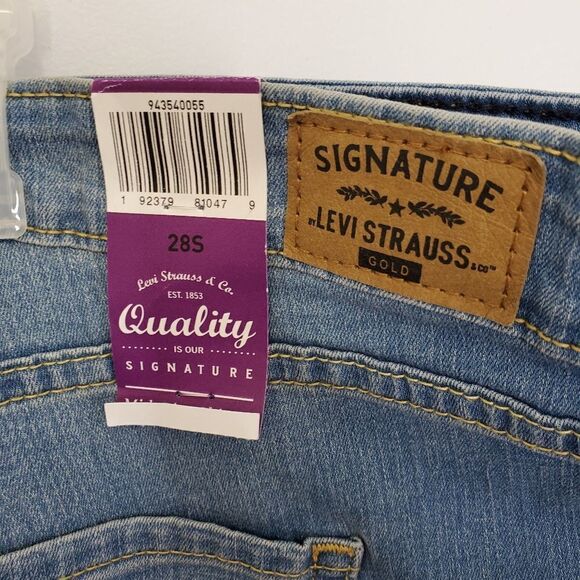 943540055
1 92379 81047 9
28S
Levi Strauss & Co.
EST. 1853
Quality
IS OUR
SIGNATURE
SIGNATURE
BY LEVI STRAUSS & CO™
GOLD